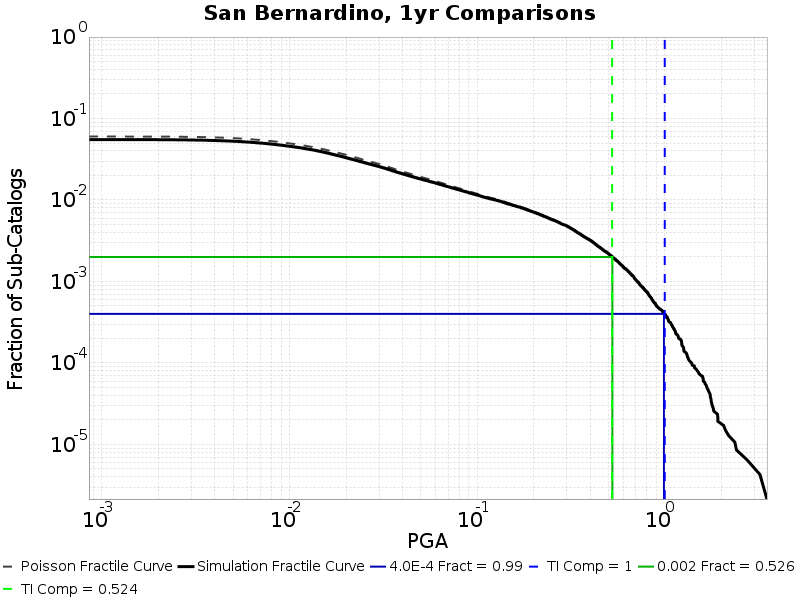 San Bernardino, 1yr Comparisons
10^0
10^-1
10^-2
10^-3
10^-4
10^-5
Fraction of Sub-Catalogs
10^-3 10^-2 10^-1 10^0
PGA
Poisson Fractile Curve Simulation Fractile Curve 4.0E-4 Fract = 0.99 TI Comp = 1 0.002 Fract = 0.526
TI Comp = 0.524